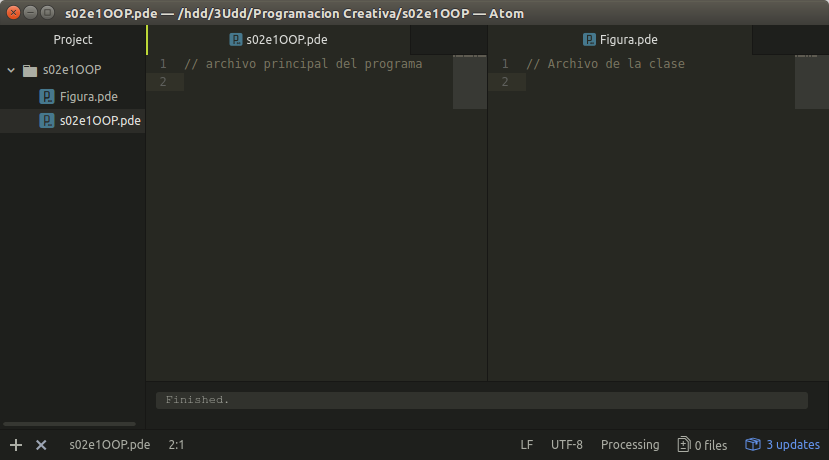 s02e1OOP.pde — /hdd/3Udd/Programacion Creativa/s02e1OOP — Atom
Project
s02e1OOP
Figura.pde
s02e1OOP.pde
s02e1OOP.pde
1 // archivo principal del programa
2
Figura.pde
1 // Archivo de la clase
2
Finished.
s02e1OOP.pde 2:1 LF UTF-8 Processing 0 files 3 updates